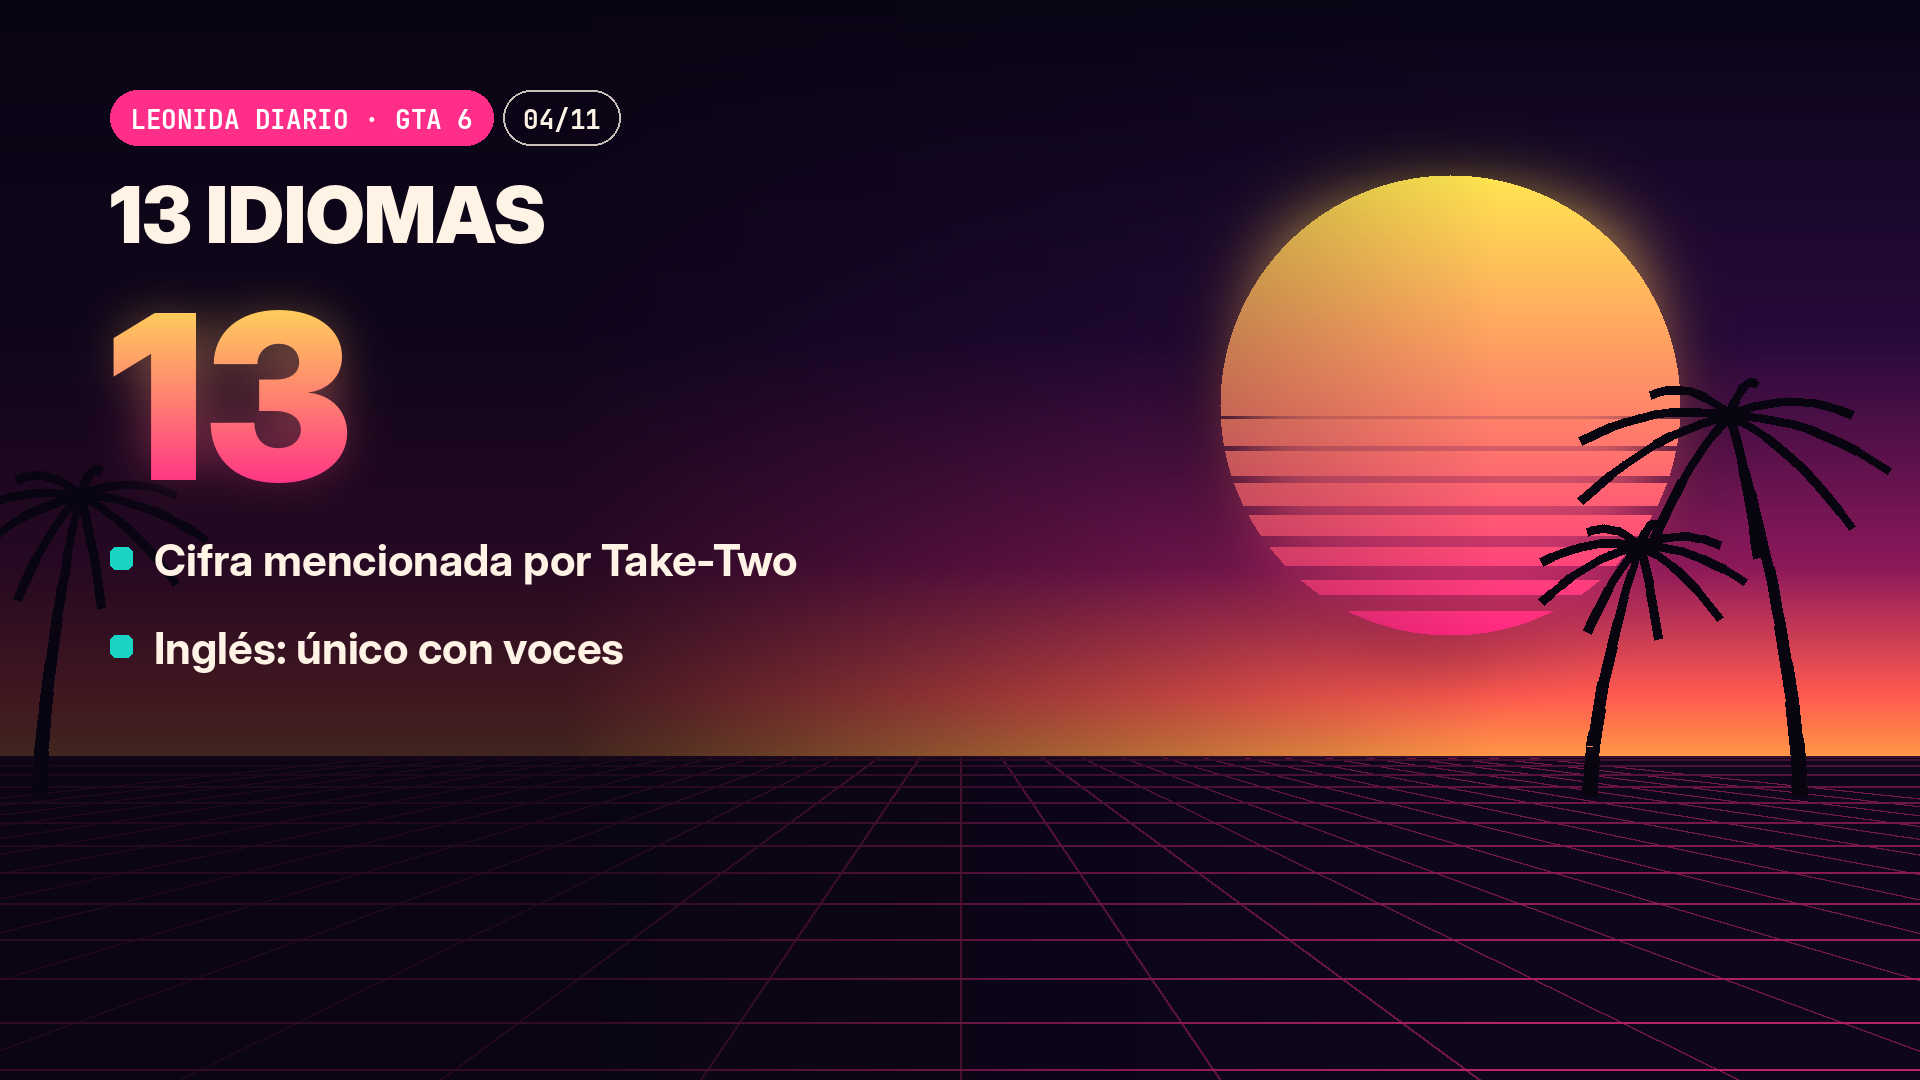 LEONIDA DIARIO · GTA 6 04/11
13 IDIOMAS
13
Cifra mencionada por Take-Two
Inglés: único con voces